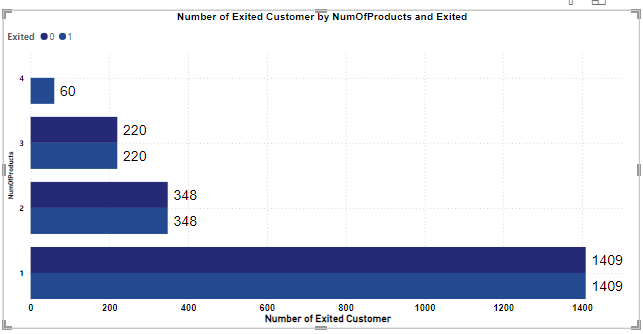 Number of Exited Customer by NumOfProducts and Exited
Exited 0 1
4
60
3
220
220
NumOfProducts
2
348
348
1
1409
1409
0 200 400 600 800 1000 1200 1400
Number of Exited Customer